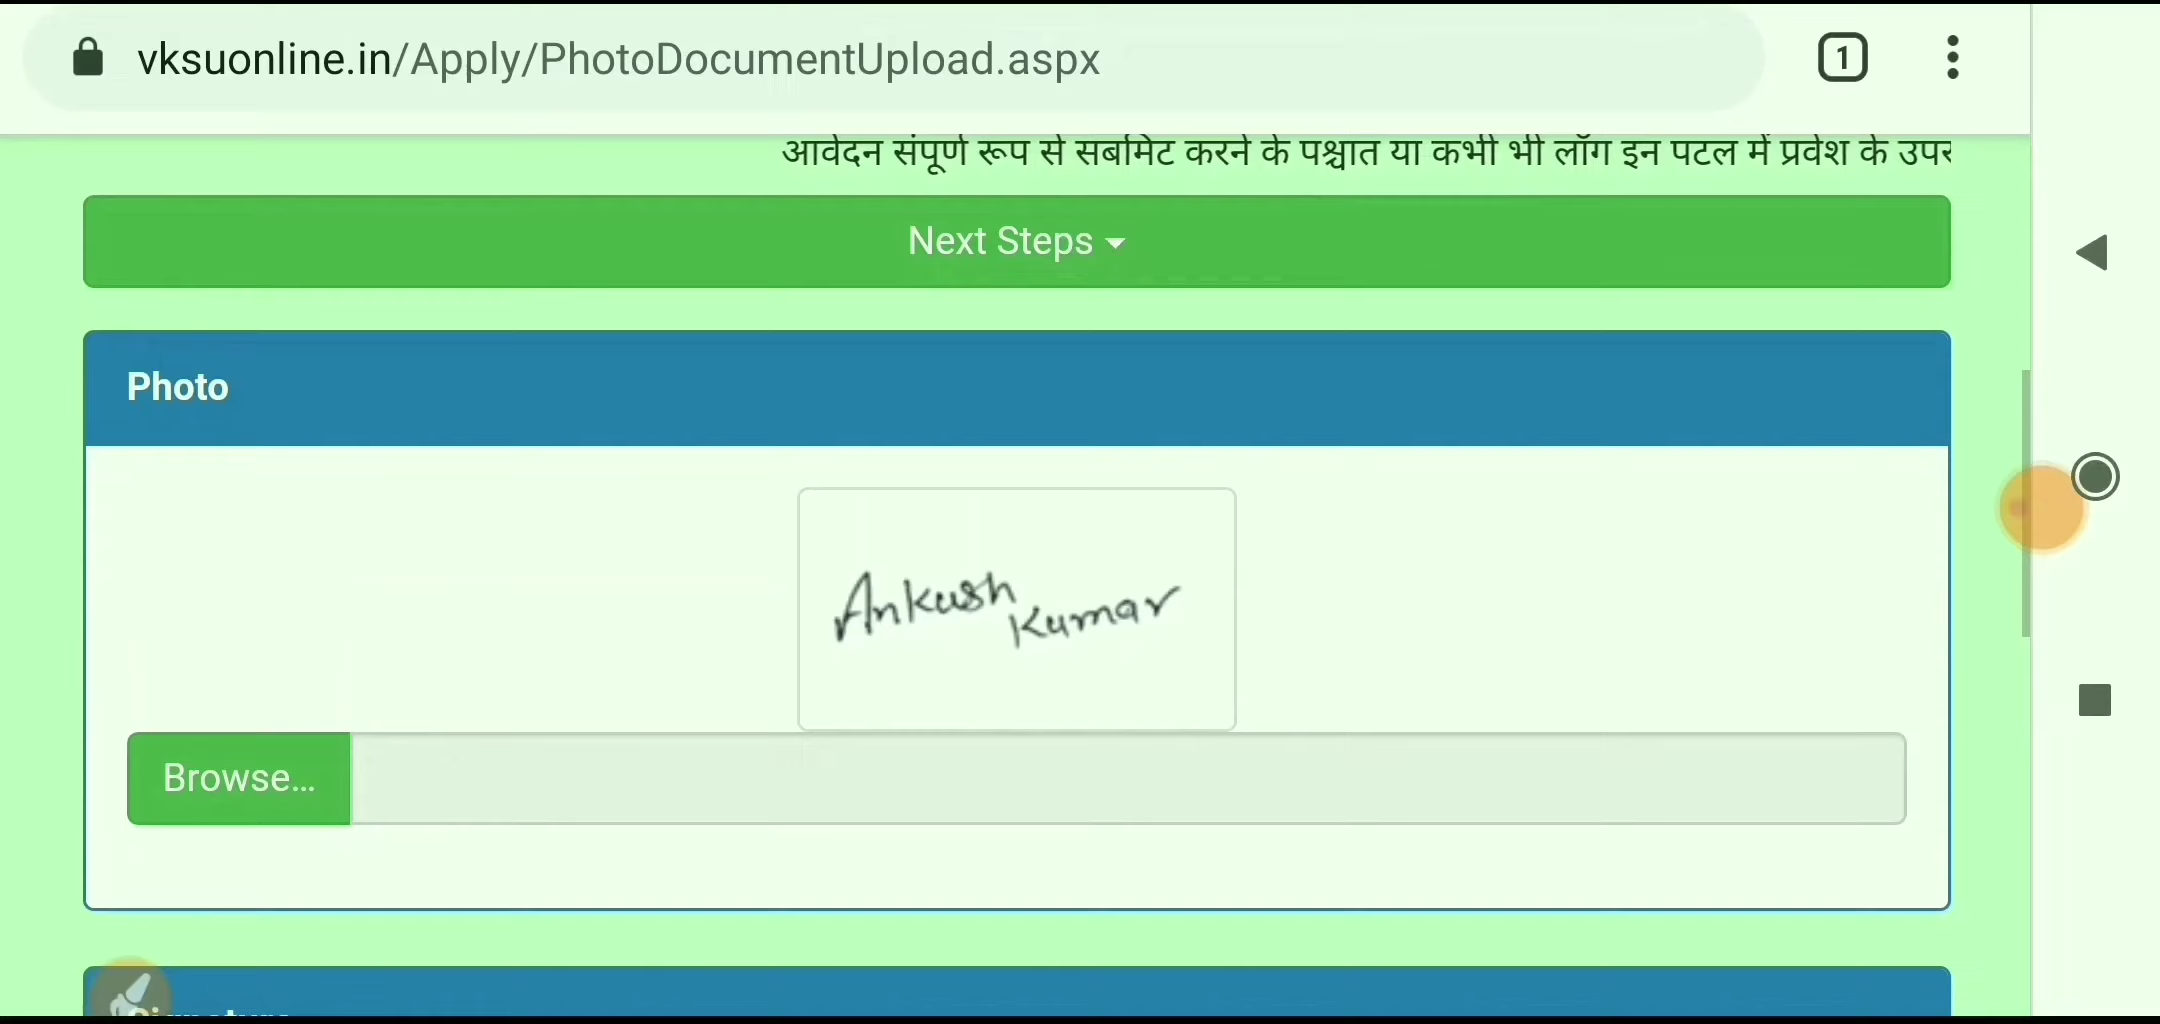 vksuonline.in/Apply/PhotoDocumentUpload.aspx
1
आवेदन संपूर्ण रूप से सबमिट करने के पश्चात या कभी भी लॉग इन पटल में प्रवेश के
Next Steps
Photo
Ankush Kumar
Browse...